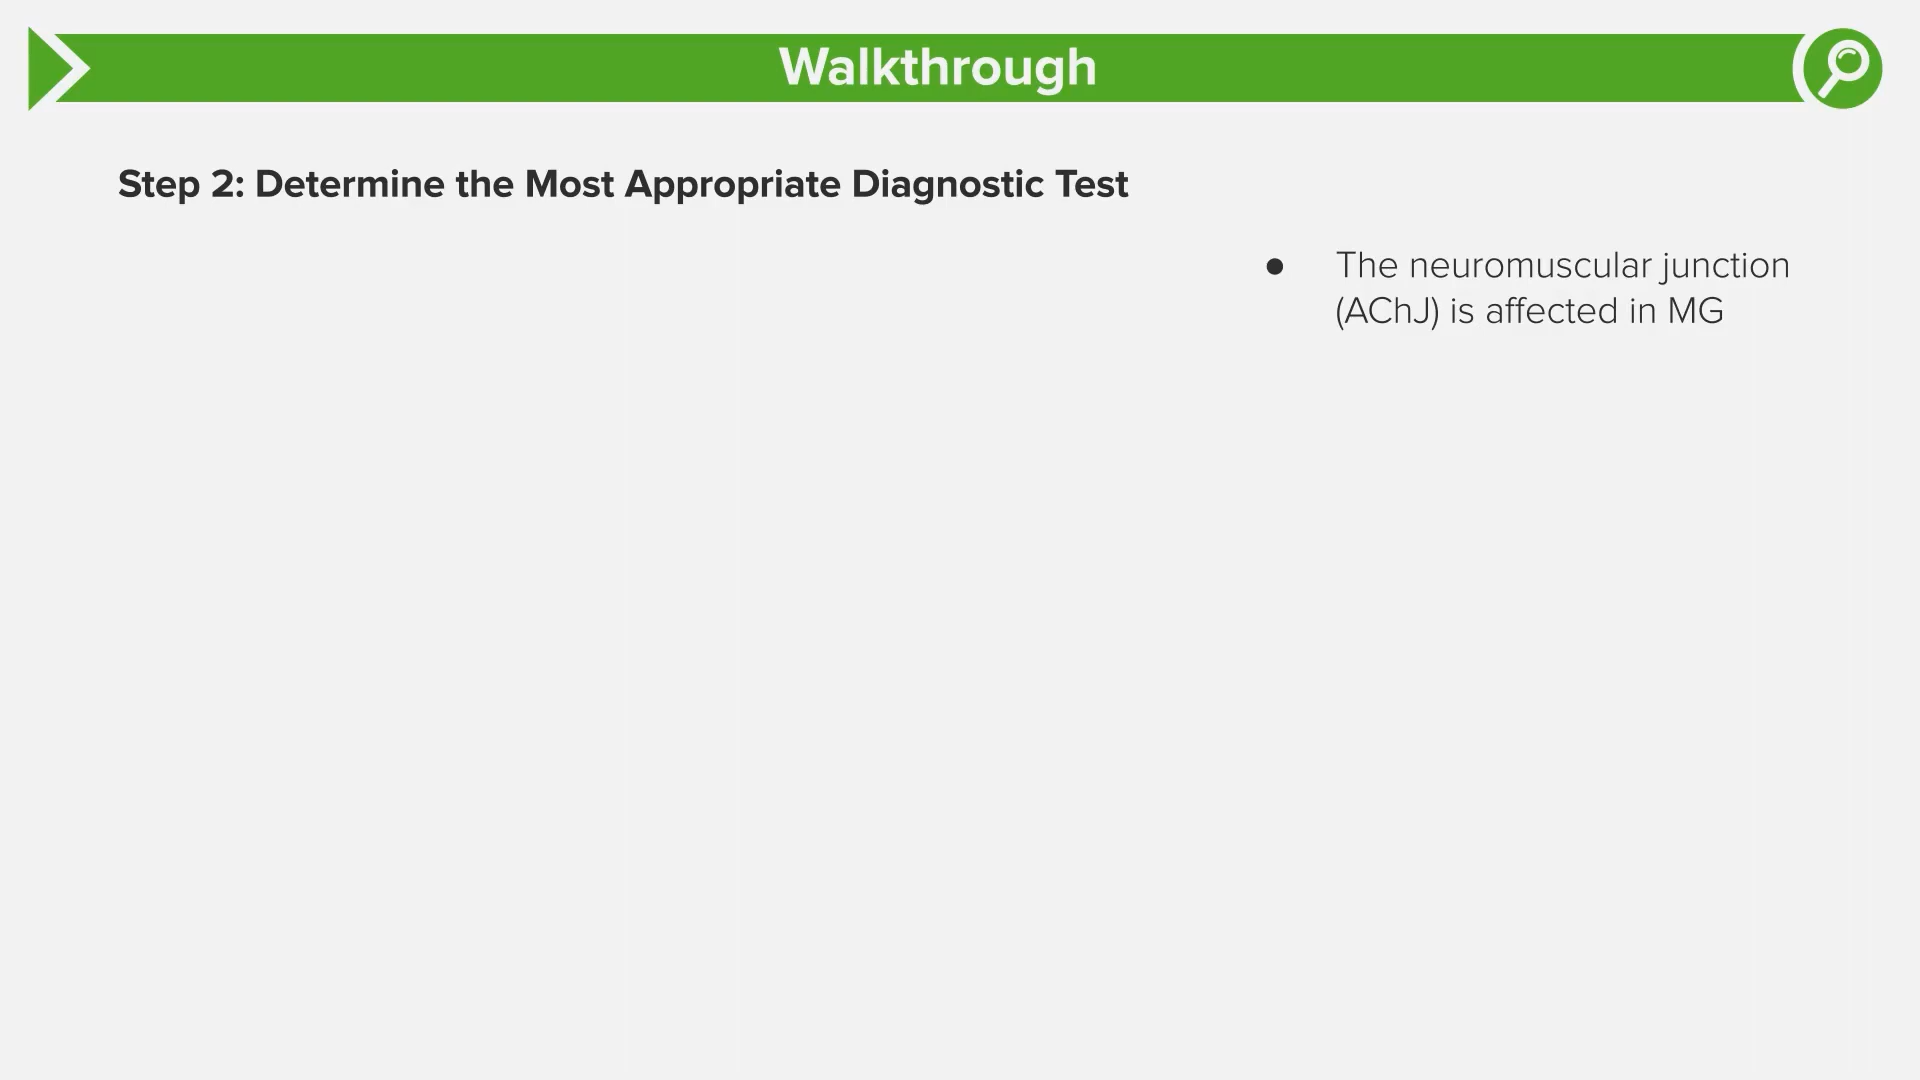 Walkthrough
Step 2: Determine the Most Appropriate Diagnostic Test
● The neuromuscular junction
(AChJ) is affected in MG